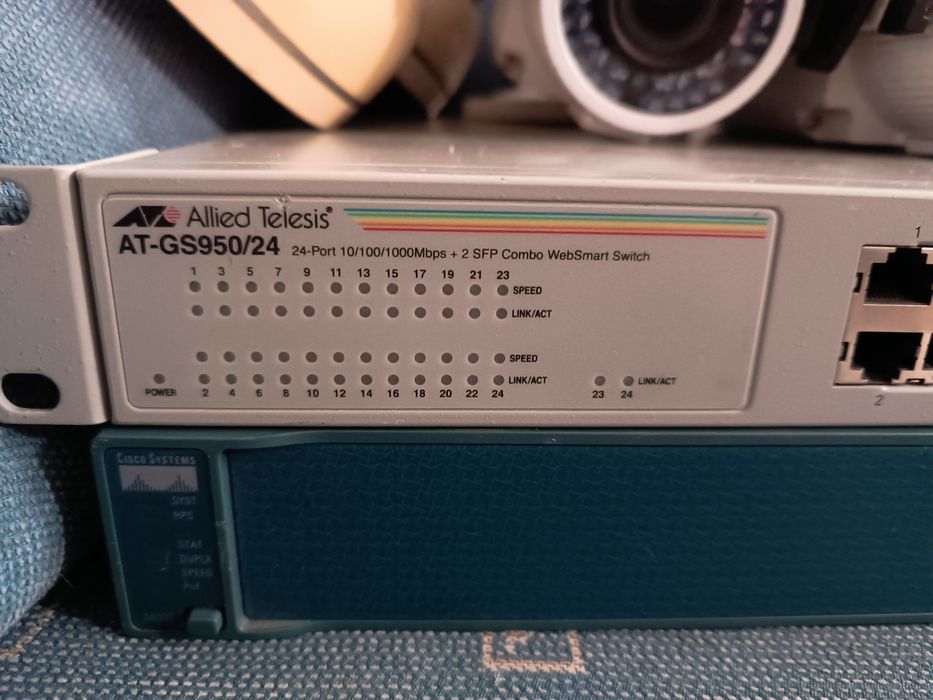 Allied Telesis®
AT-GS950/24 24-Port 10/100/1000Mbps + 2 SFP Combo WebSmart Switch
1 3 5 7 9 11 13 15 17 19 21 23
SPEED
LINK/ACT
SPEED
LINK/ACT
POWER 2 4 6 8 10 12 14 16 18 20 22 24
23 24 LINK/ACT
1
2
CISCO SYSTEMS
SYST
RPS
STAT
DUPLX
SPEED
PoE
MODE